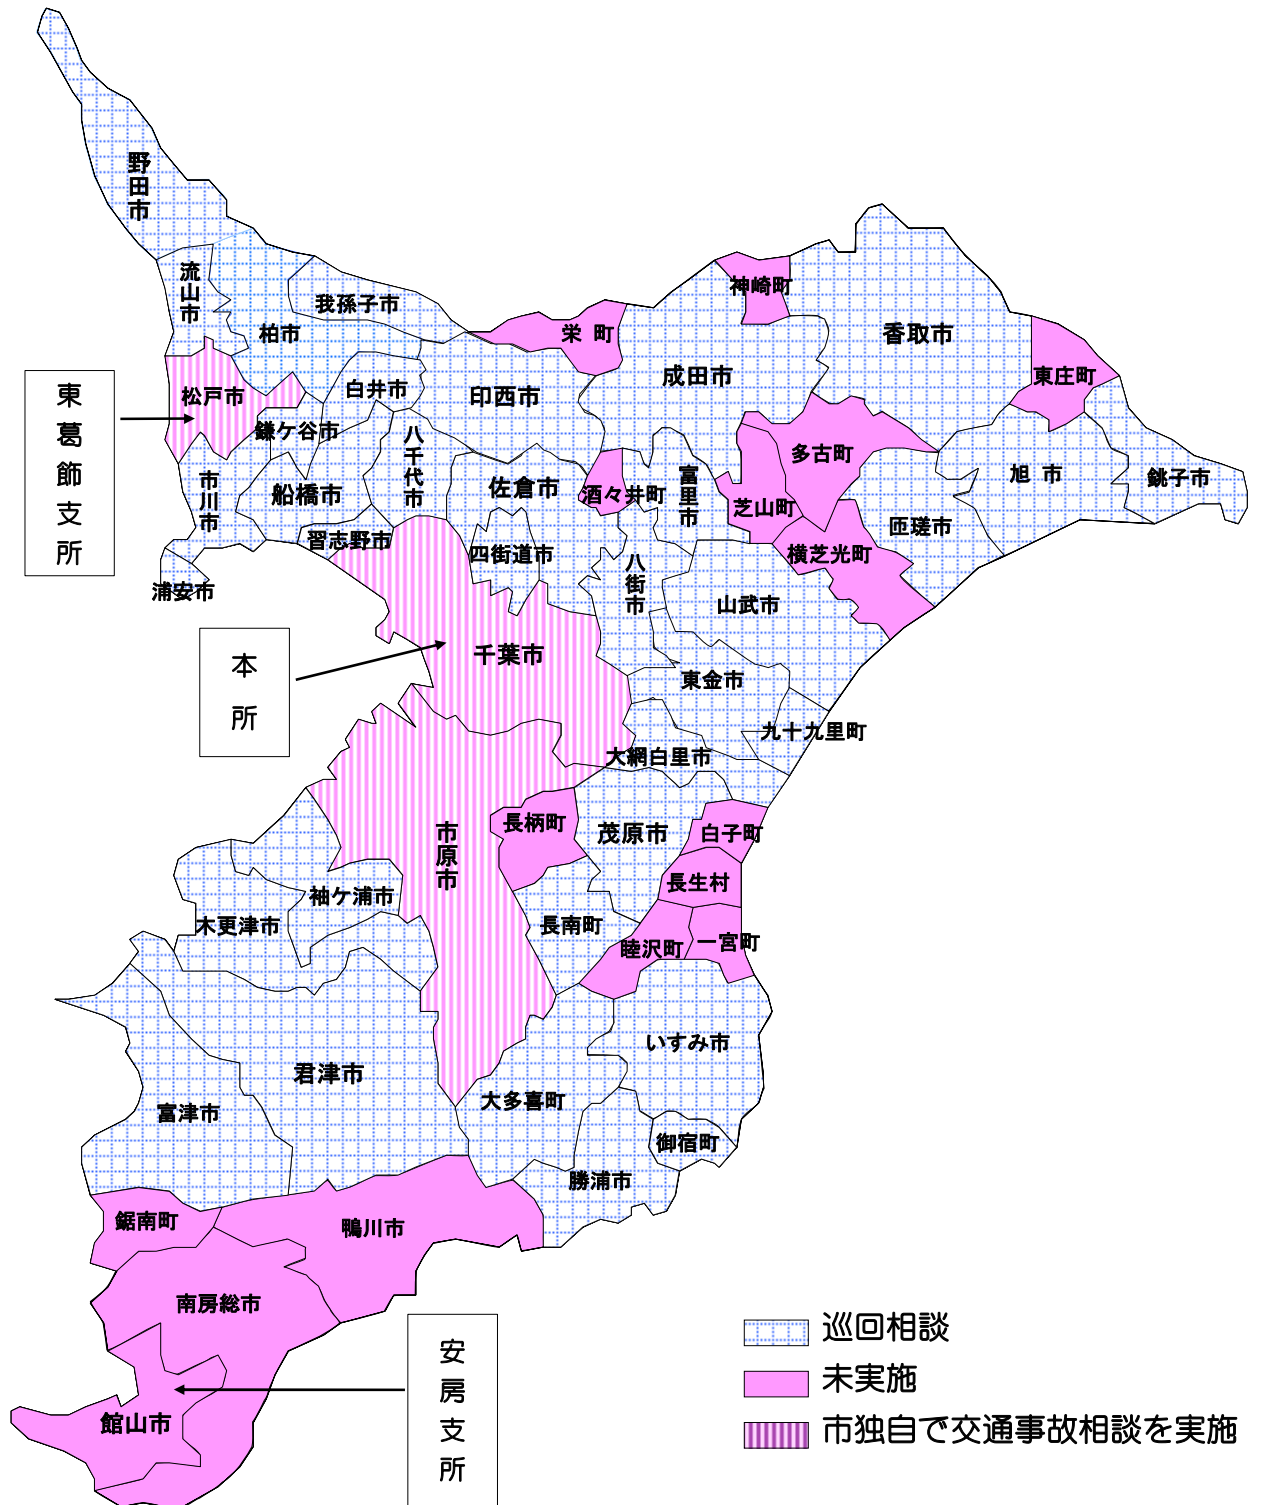 野田市
流山市
柏市
我孫子市
松戸市
鎌ケ谷市
白井市
印西市
栄 町
成田市
神崎町
香取市
東庄町
銚子市
旭 市
匝瑳市
多古町
芝山町
横芝光町
富里市
酒々井町
佐倉市
四街道市
八千代市
船橋市
市川市
習志野市
浦安市
八街市
山武市
東金市
九十九里町
大網白里市
千葉市
市原市
茂原市
長柄町
白子町
長生村
長南町
睦沢町
一宮町
袖ケ浦市
木更津市
君津市
富津市
いすみ市
大多喜町
御宿町
勝浦市
鋸南町
鴨川市
南房総市
館山市
東葛飾支所
本所
安房支所
巡回相談
未実施
市独自で交通事故相談を実施